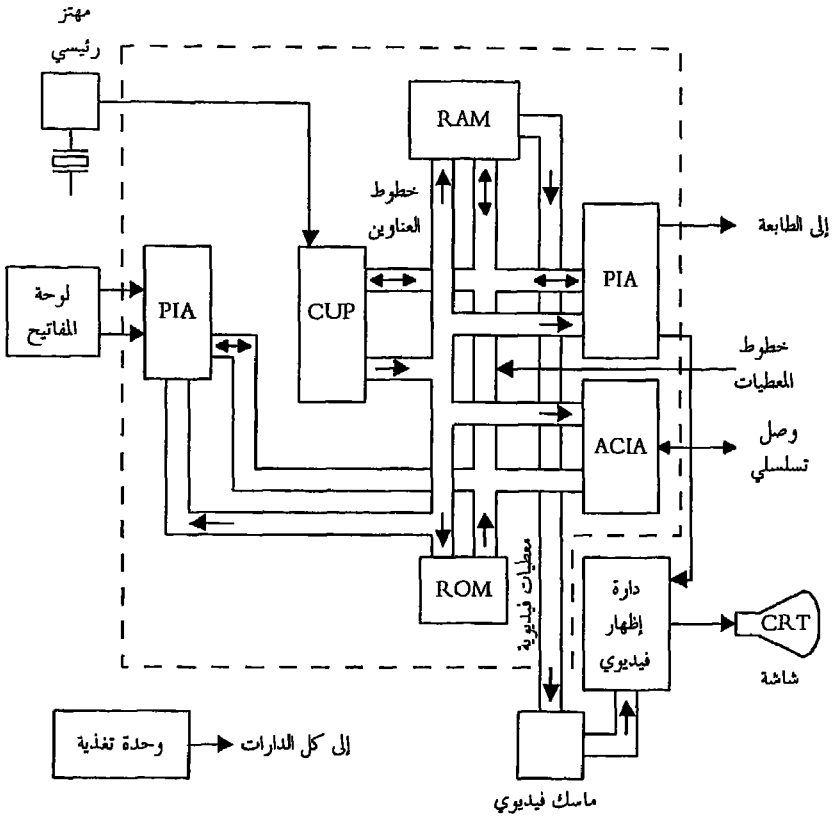 مهتز
رئيسي
RAM
خطوط
العناوين
إلى الطابعة
PIA
لوحة
المفاتيح
PIA
CUP
خطوط
المعطيات
وصل
تسلسلي
ACIA
معطيات فيديوية
ROM
دارة
إظهار
فيديوي
CRT
شاشة
وحدة تغذية
إلى كل الدارات
ماسك فيديوي